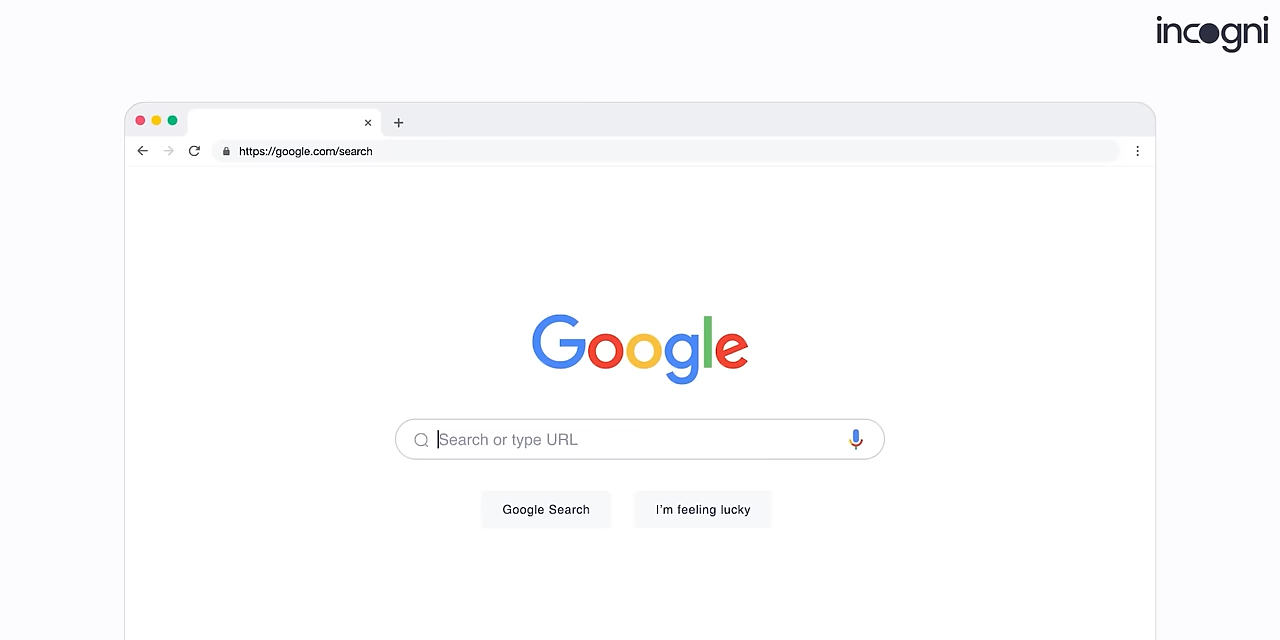 incogni
https://google.com/search
Google
Search or type URL
Google Search
I'm feeling lucky